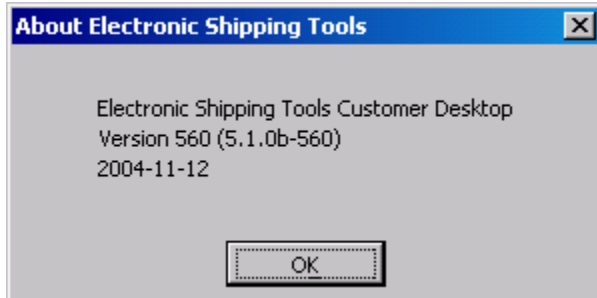 About Electronic Shipping Tools
Electronic Shipping Tools Customer Desktop
Version 560 (5.1.0b-560)
2004-11-12
OK